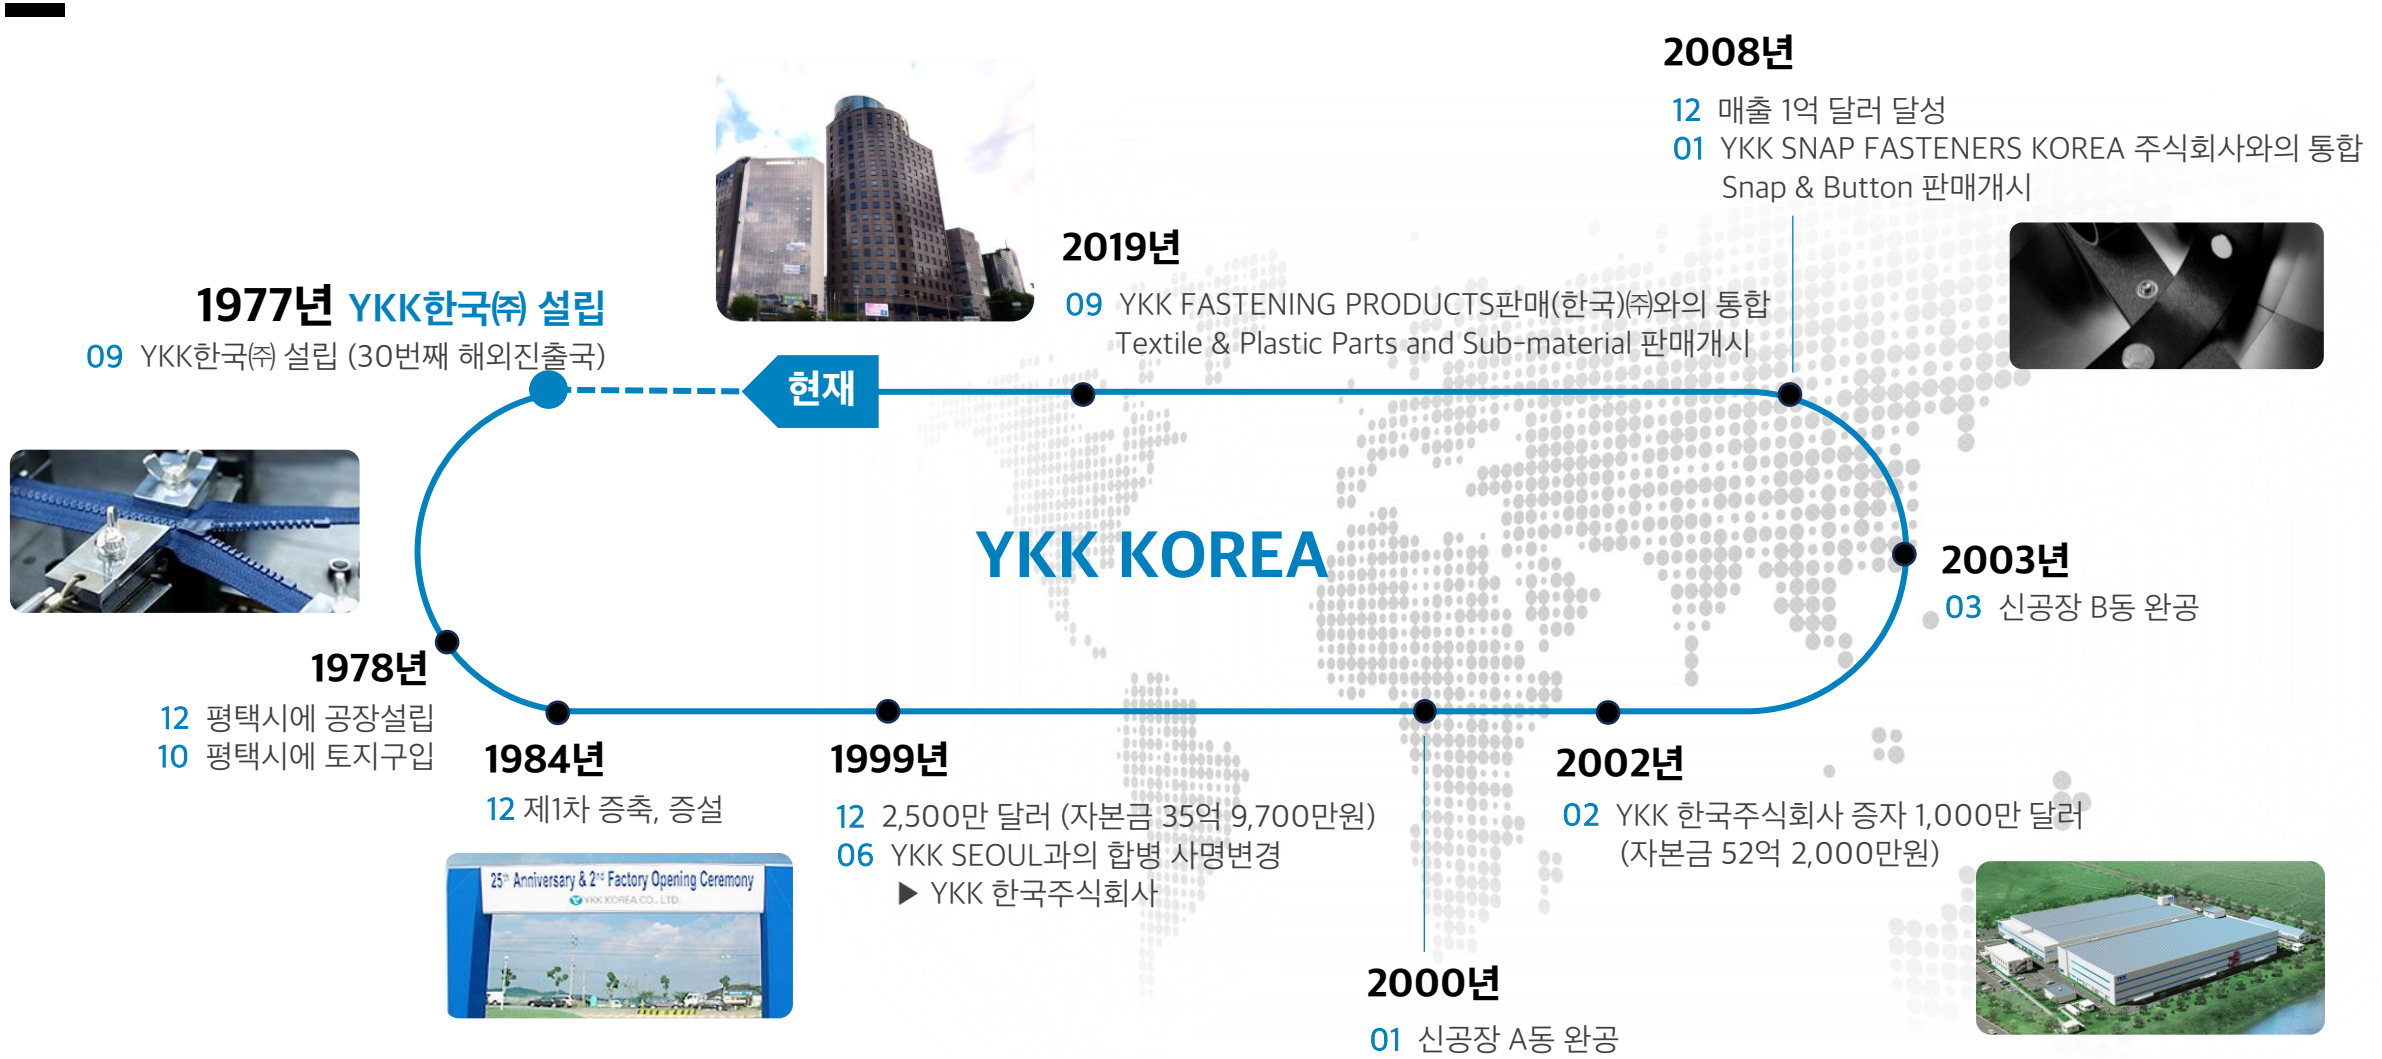 1977년 YKK한국㈜ 설립
09 YKK한국㈜ 설립 (30번째 해외진출국)
1978년
12 평택시에 공장설립
10 평택시에 토지구입
1984년
12 제1차 증축, 증설
25th Anniversary & 2nd Factory Opening Ceremony
YKK KOREA CO., LTD.
1999년
12 2,500만 달러 (자본금 35억 9,700만원)
06 YKK SEOUL과의 합병 사명변경
▶ YKK 한국주식회사
2000년
01 신공장 A동 완공
2002년
02 YKK 한국주식회사 증자 1,000만 달러
(자본금 52억 2,000만원)
2003년
03 신공장 B동 완공
2008년
12 매출 1억 달러 달성
01 YKK SNAP FASTENERS KOREA 주식회사와의 통합
Snap & Button 판매개시
2019년
09 YKK FASTENING PRODUCTS판매(한국)㈜와의 통합
Textile & Plastic Parts and Sub-material 판매개시
현재
YKK KOREA